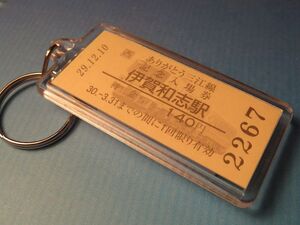 29.12.10
ありがとう三江線
記念入場券
伊賀和志駅
140円
30.-3.31までの間に1回限り有効
2267